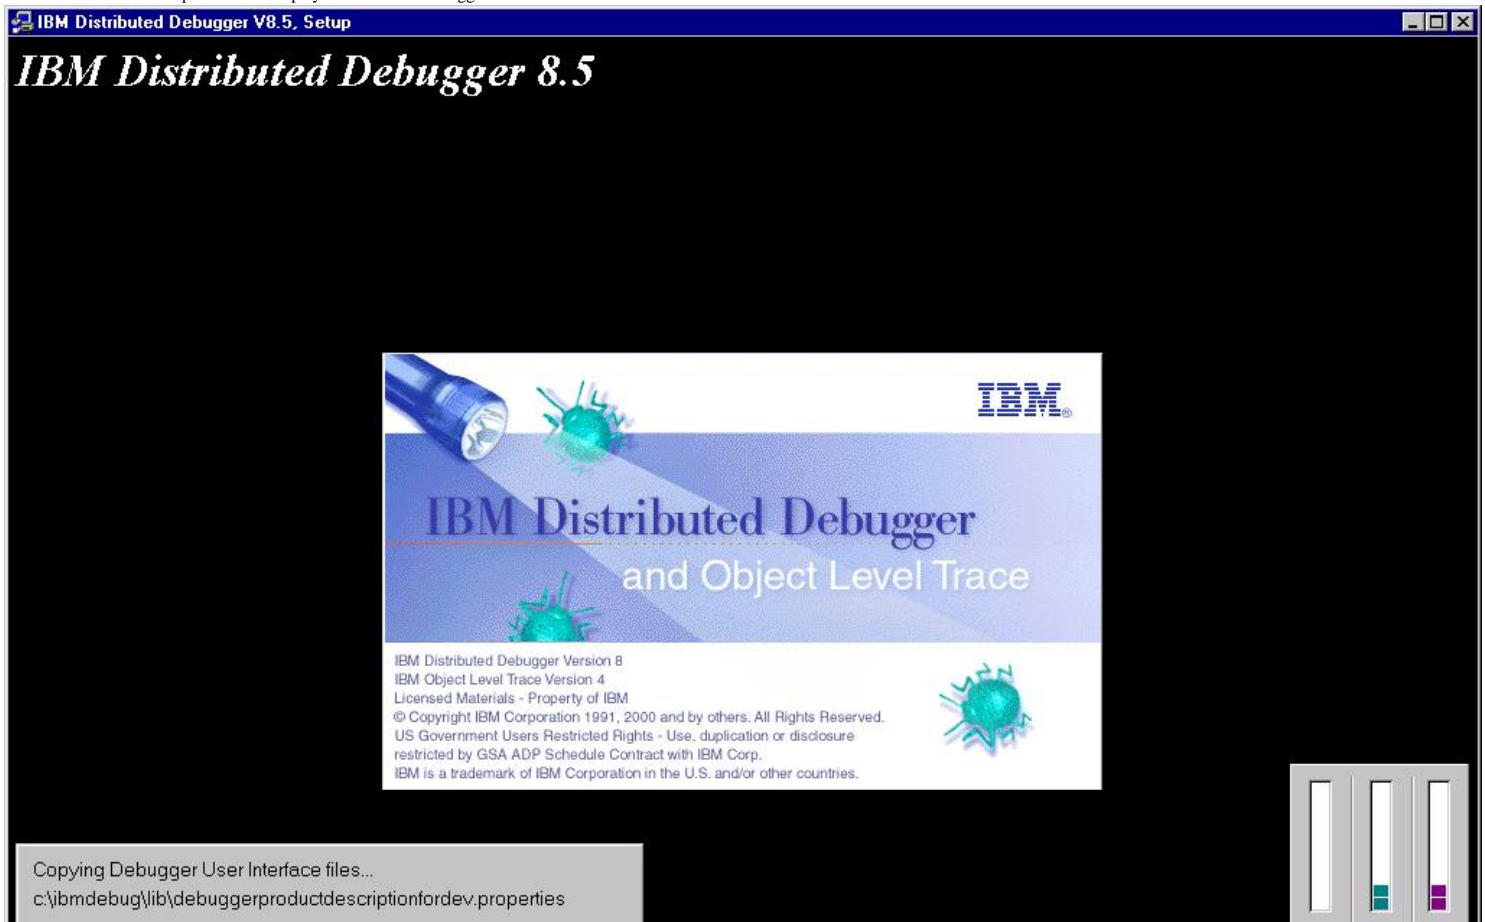 IBM Distributed Debugger V8.5, Setup
IBM Distributed Debugger 8.5
IBM®
IBM Distributed Debugger
and Object Level Trace
IBM Distributed Debugger Version 8
IBM Object Level Trace Version 4
Licensed Materials - Property of IBM
© Copyright IBM Corporation 1991, 2000 and by others. All Rights Reserved.
US Government Users Restricted Rights - Use, duplication or disclosure
restricted by GSA ADP Schedule Contract with IBM Corp.
IBM is a trademark of IBM Corporation in the U.S. and/or other countries.
Copying Debugger User Interface files...
c:\ibmdebug\lib\debuggerproductdescriptionfordev.properties